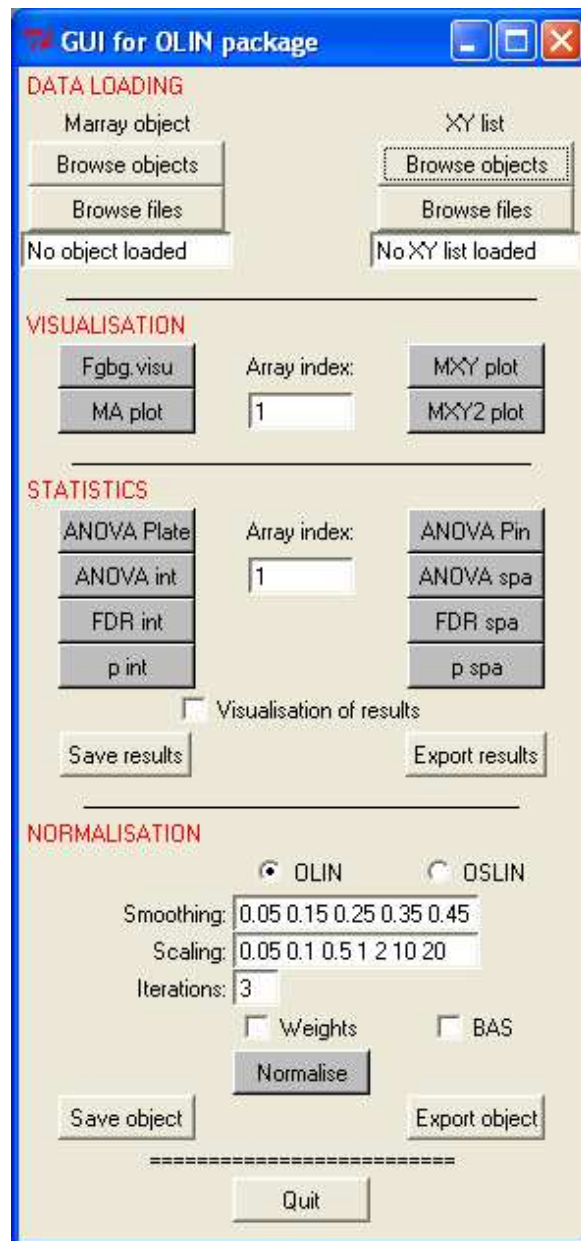 GUI for OLIN package
DATA LOADING
Marray object XY list
Browse objects Browse objects
Browse files Browse files
No object loaded No XY list loaded
VISUALISATION
Fgbg.visu Array index: MXY plot
MA plot 1 MXY2 plot
STATISTICS
ANOVA Plate Array index: ANOVA Pin
ANOVA int 1 ANOVA spa
FDR int FDR spa
p int p spa
Visualisation of results
Save results Export results
NORMALISATION
OLIN OSLIN
Smoothing: 0.05 0.15 0.25 0.35 0.45
Scaling: 0.05 0.1 0.5 1 2 10 20
Iterations: 3
Weights BAS
Normalise
Save object Export object
==========================
Quit